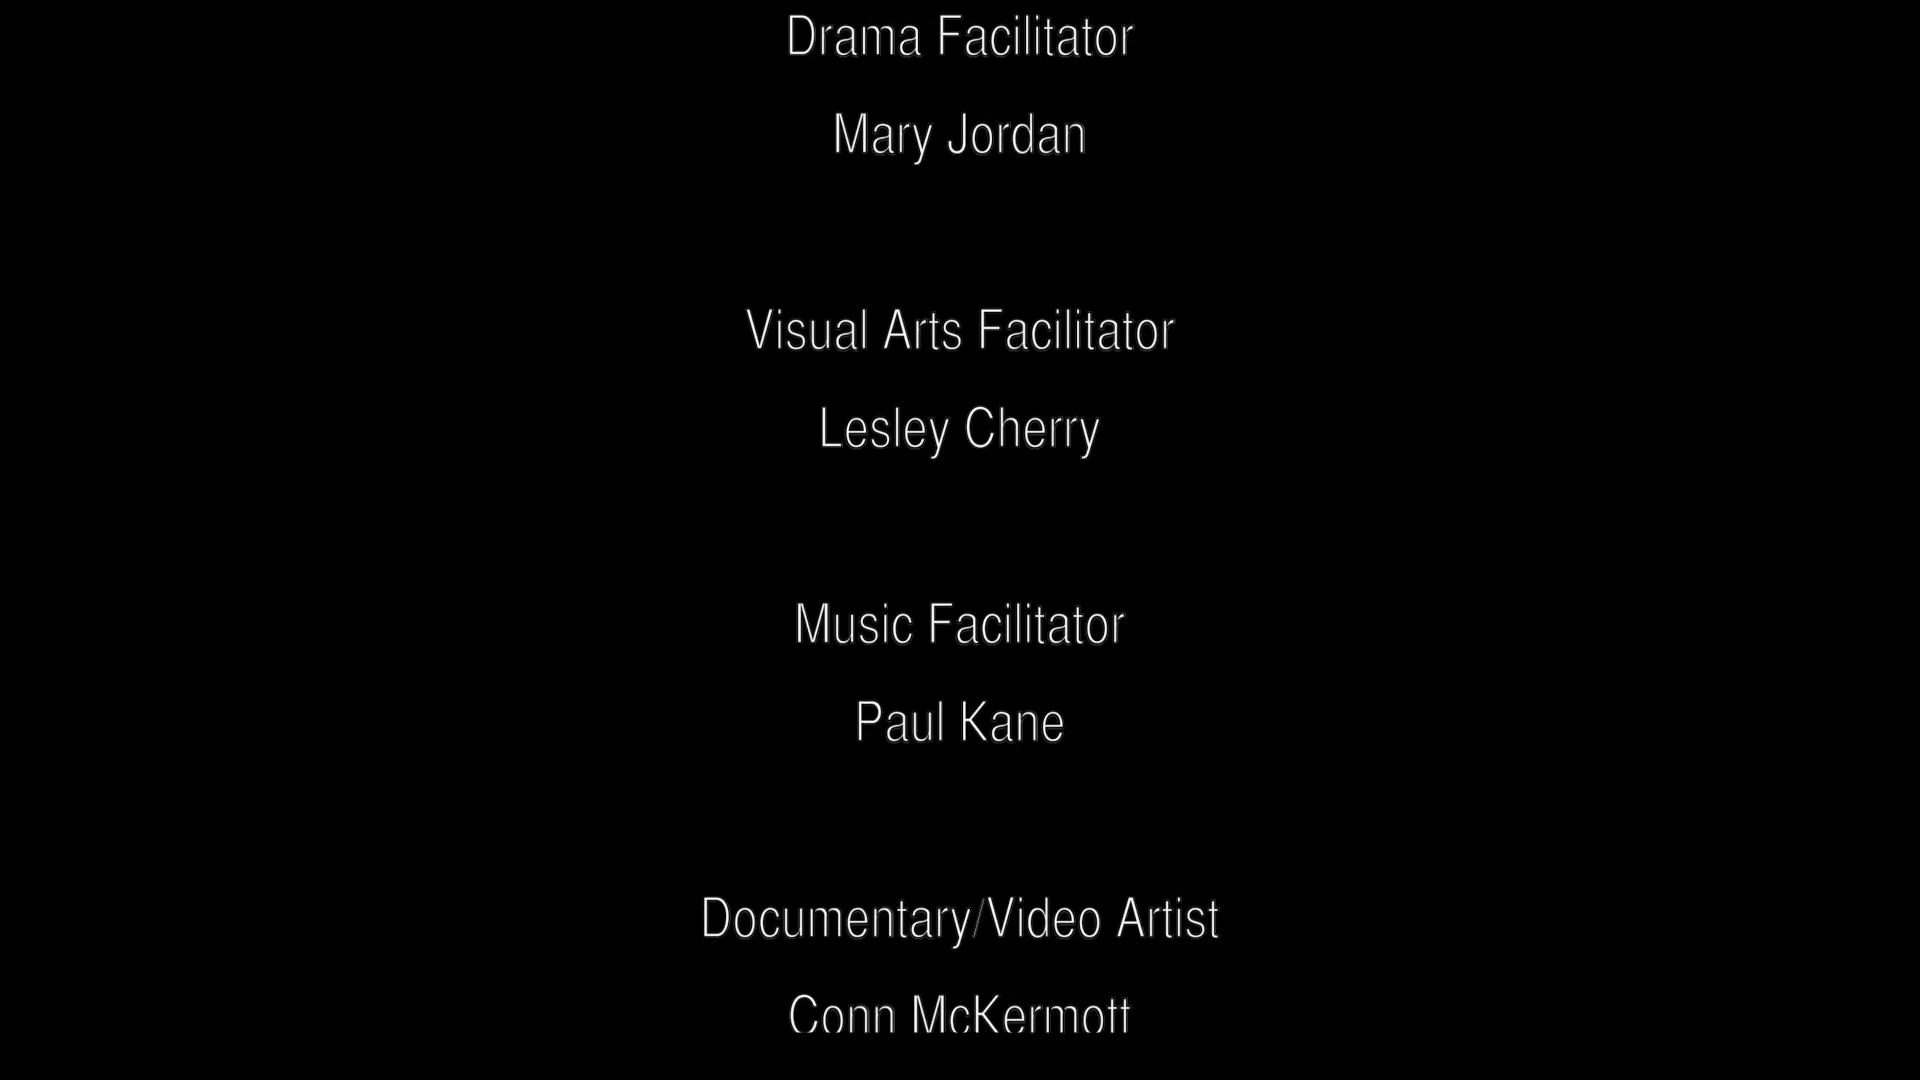 Drama Facilitator
Mary Jordan
Visual Arts Facilitator
Lesley Cherry
Music Facilitator
Paul Kane
Documentary/Video Artist
Conn McKermott